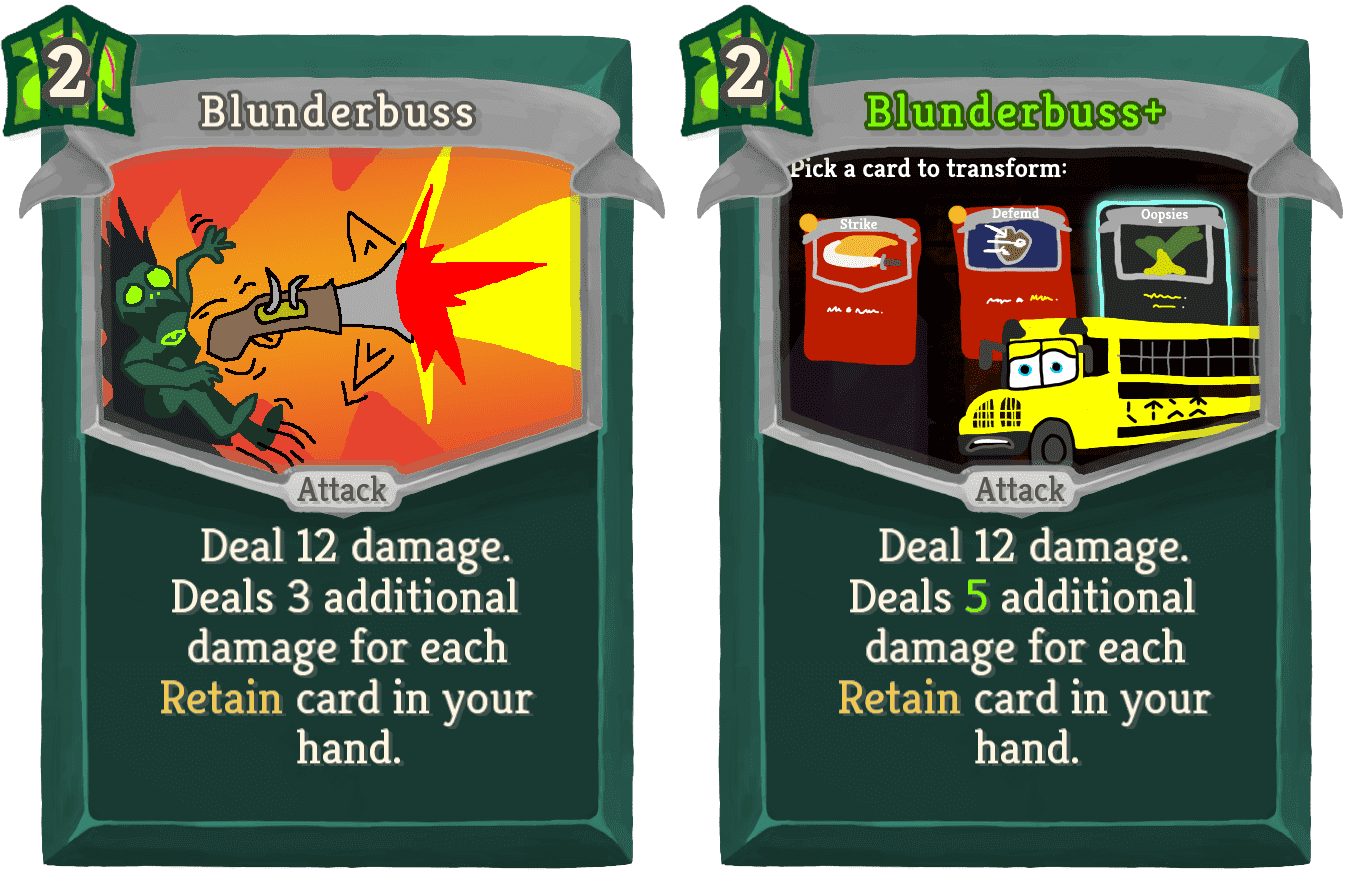 2
Blunderbuss
Attack
Deal 12 damage.
Deals 3 additional
damage for each
Retain card in your
hand.
2
Blunderbuss+
Pick a card to transform:
Strike
Defemd
Oopsies
Attack
Deal 12 damage.
Deals 5 additional
damage for each
Retain card in your
hand.